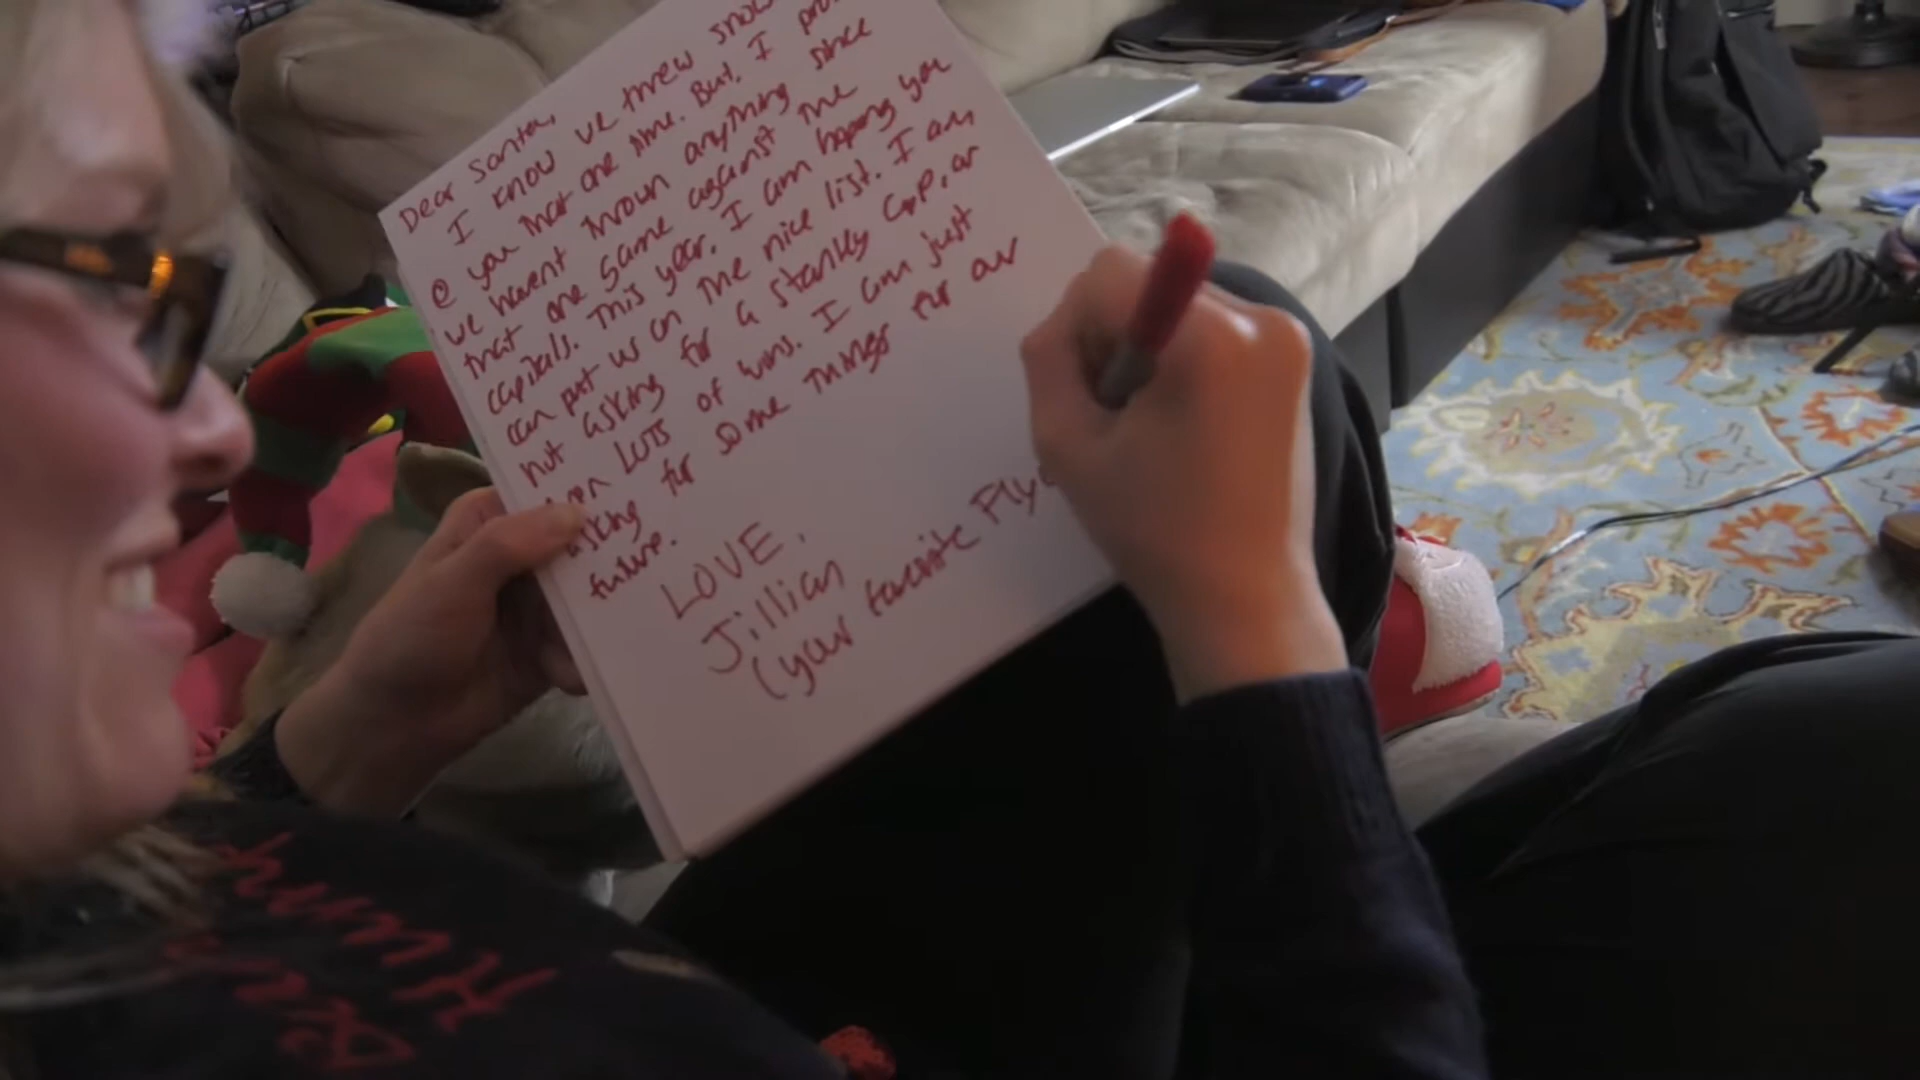 Dear Santa,
I know we threw snow
@ you that one time. But, I pro
we havent thrown anything since
that one game against the
capitals. This year, I am hoping you
can put us on the nice list. I am
not asking for a stanley cup, or
even LOTS of wins. I am just
asking for some things for our
future.
LOVE,
Jillian
(your favorite Fly